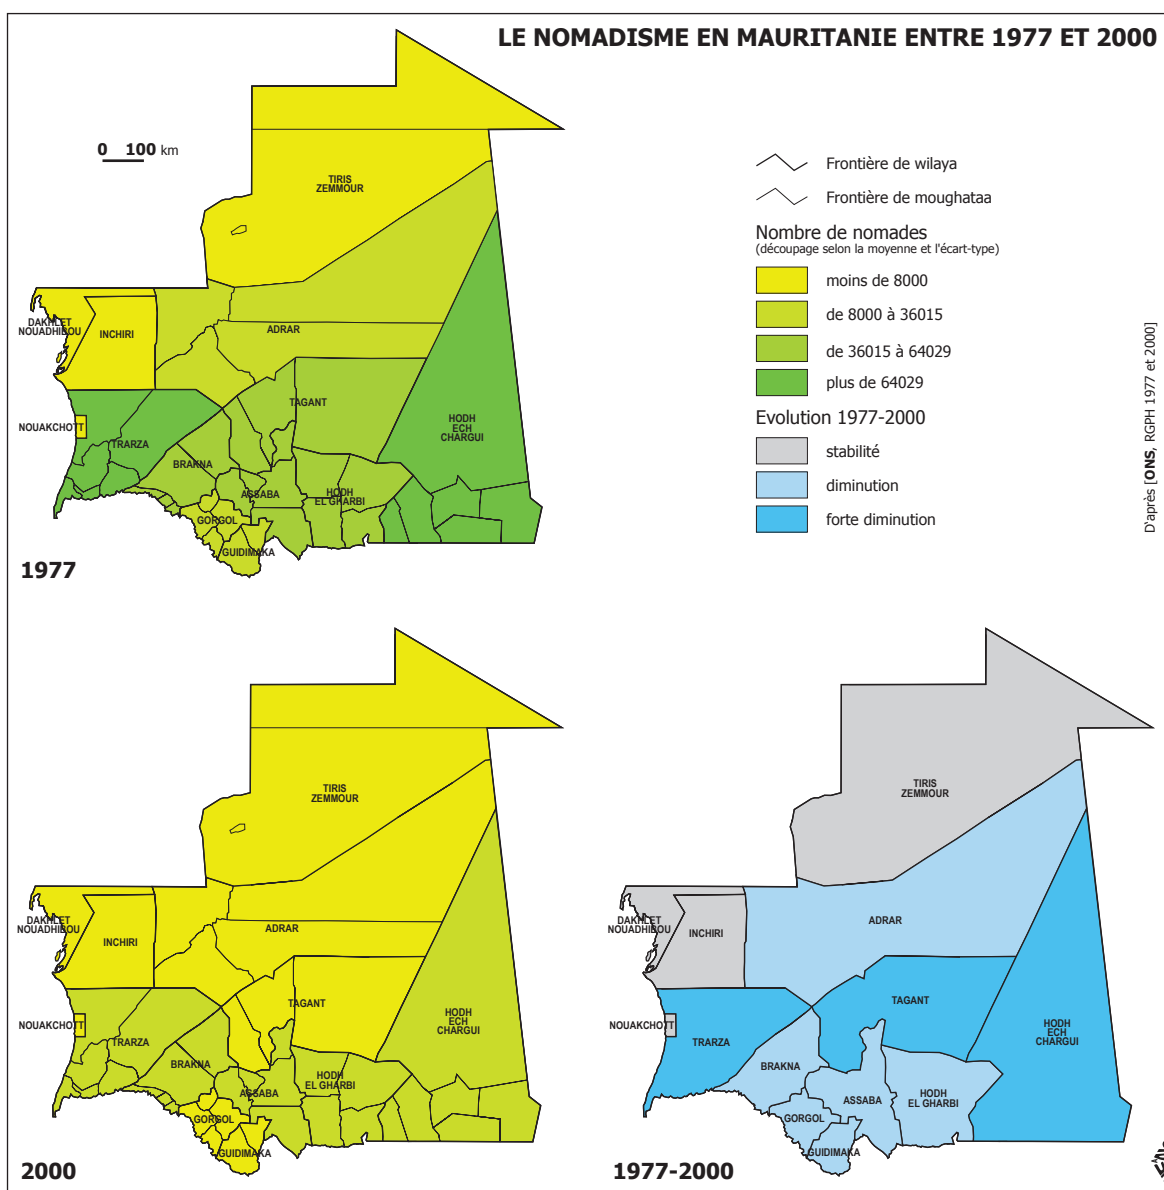 LE NOMADISME EN MAURITANIE ENTRE 1977 ET 2000
0 100 km
TIRIS
ZEMMOUR
DAKHLET
NOUADHIBOU
INCHIRI
ADRAR
TAGANT
NOUAKCHOTT
TRARZA
HODH
ECH
CHARGUI
BRAKNA
ASSABA
HODH
EL GHARBI
GORGOL
GUIDIMAKA
1977
Frontière de wilaya
Frontière de moughataa
Nombre de nomades
(découpage selon la moyenne et l'écart-type)
moins de 8000
de 8000 à 36015
de 36015 à 64029
plus de 64029
Evolution 1977-2000
stabilité
diminution
forte diminution
D'après [ONS, RGPH 1977 et 2000]
TIRIS
ZEMMOUR
DAKHLET
NOUADHIBOU
INCHIRI
ADRAR
TAGANT
NOUAKCHOTT
TRARZA
HODH
ECH
CHARGUI
BRAKNA
ASSABA
HODH
EL GHARBI
GORGOL
GUIDIMAKA
2000
TIRIS
ZEMMOUR
DAKHLET
NOUADHIBOU
INCHIRI
ADRAR
TAGANT
NOUAKCHOTT
TRARZA
HODH
ECH
CHARGUI
BRAKNA
ASSABA
HODH
EL GHARBI
GORGOL
GUIDIMAKA
1977-2000